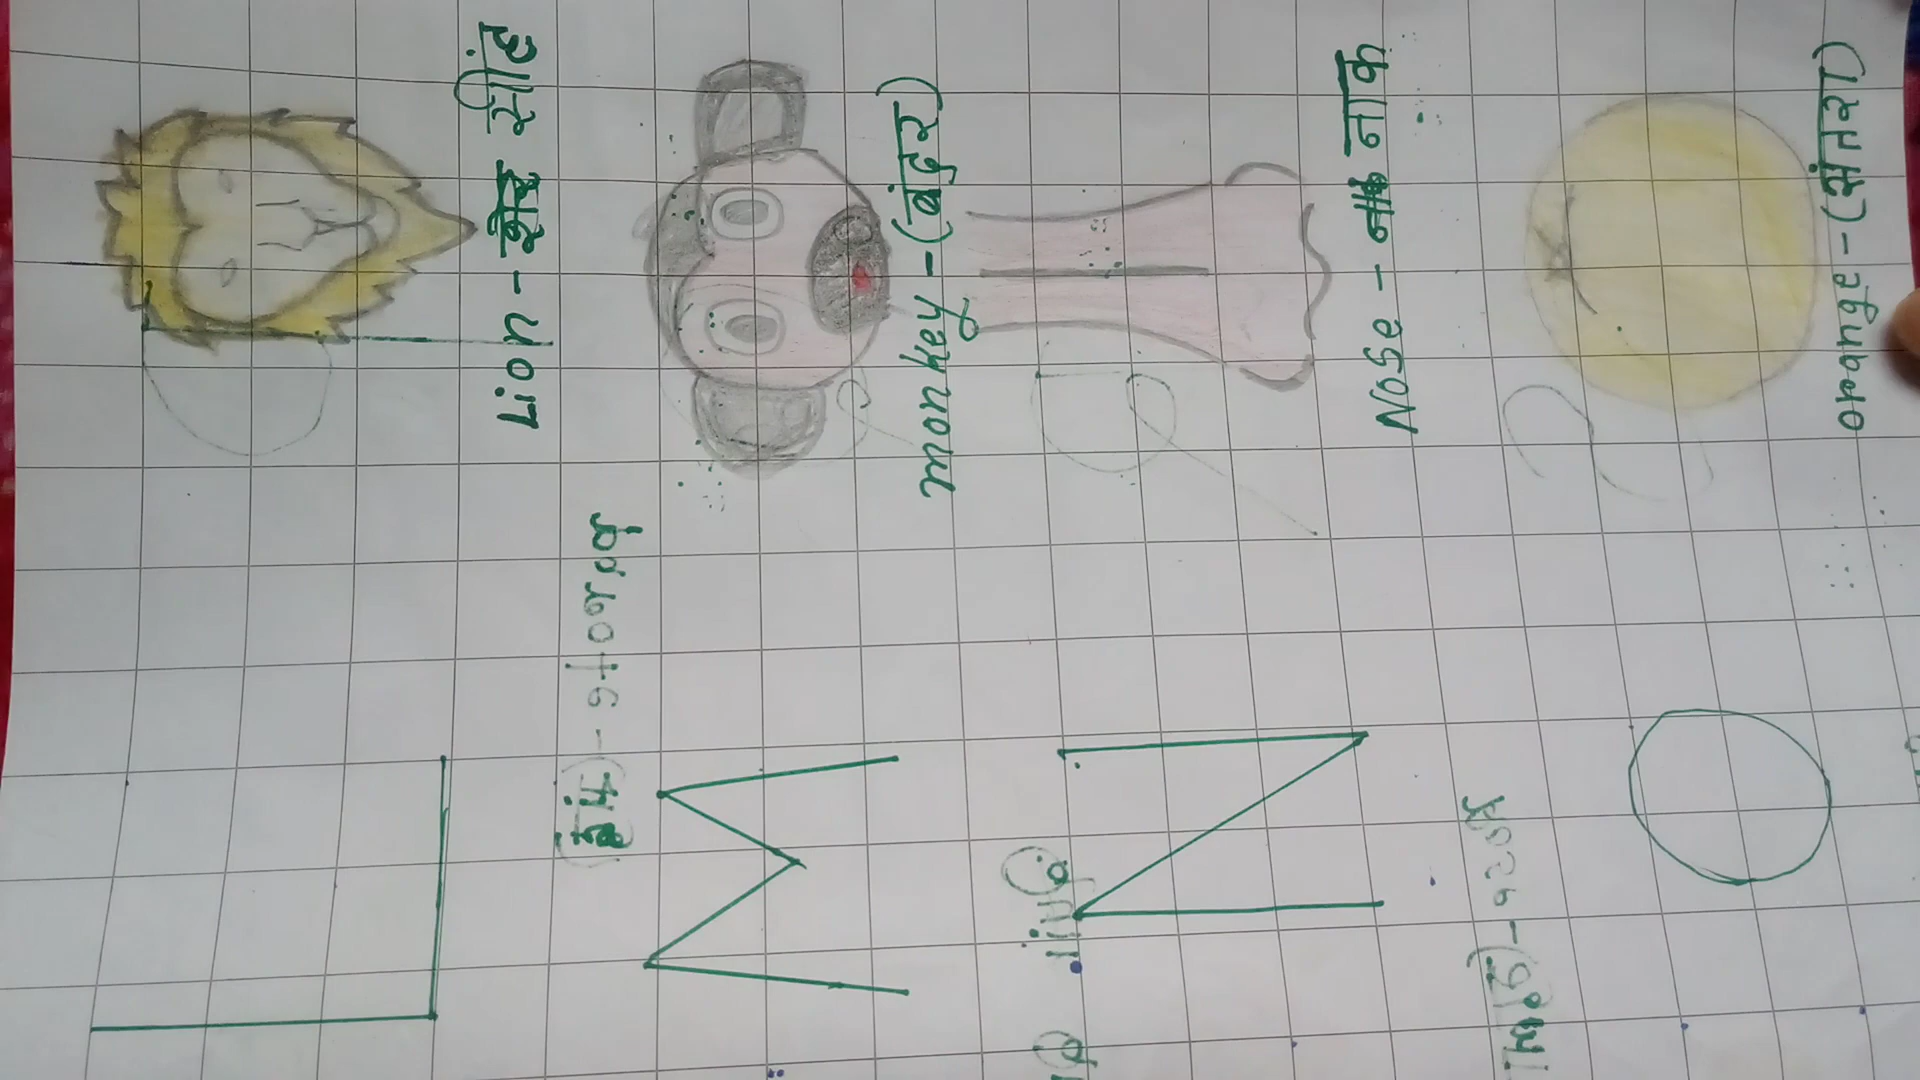 L
Lion - शेर सींह
M
monkey - (बंदर)
N
Nose - नाक नाक
O
orange - (संतरा)